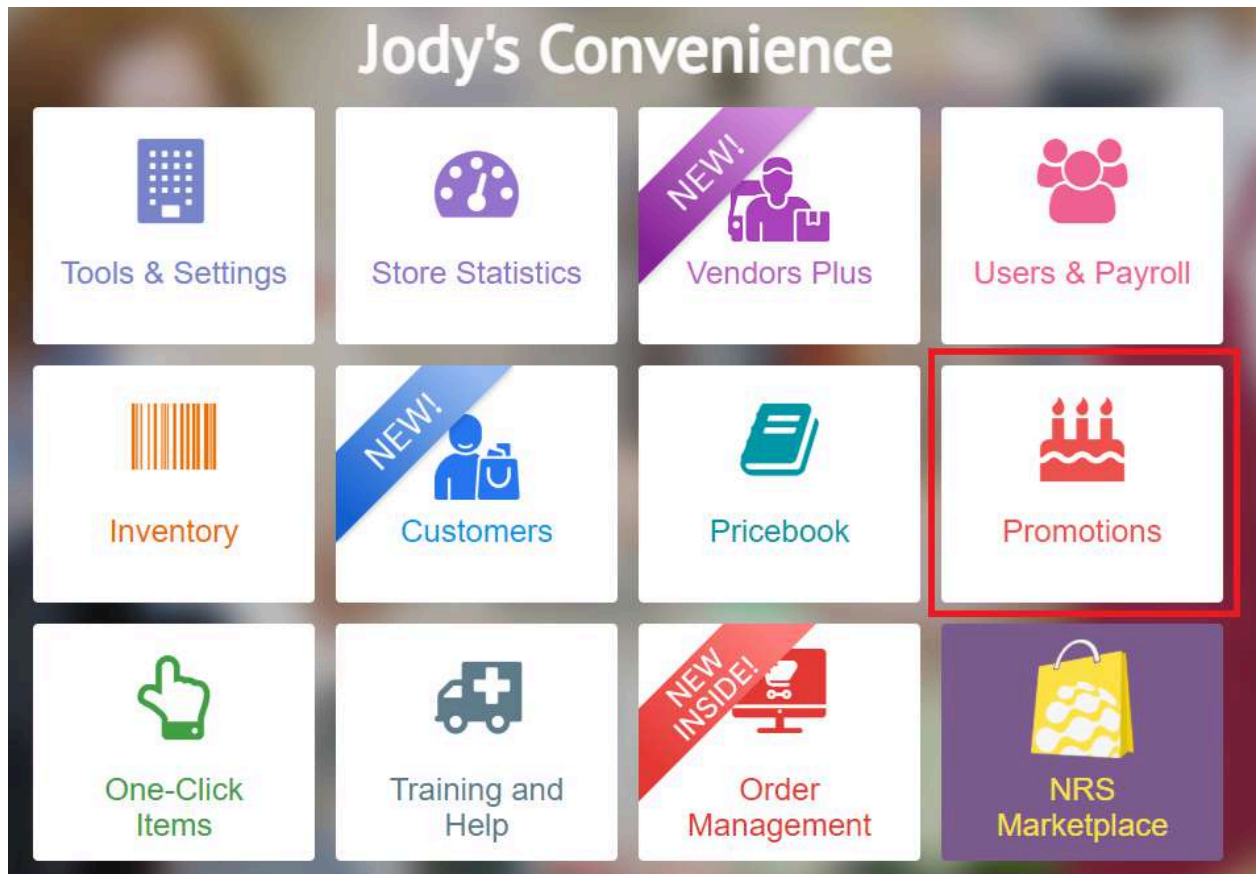 Jody's Convenience
Tools & Settings
Store Statistics
NEW!
Vendors Plus
Users & Payroll
Inventory
NEW!
Customers
Pricebook
Promotions
One-Click
Items
Training and
Help
NEW
INSIDE!
Order
Management
NRS
Marketplace